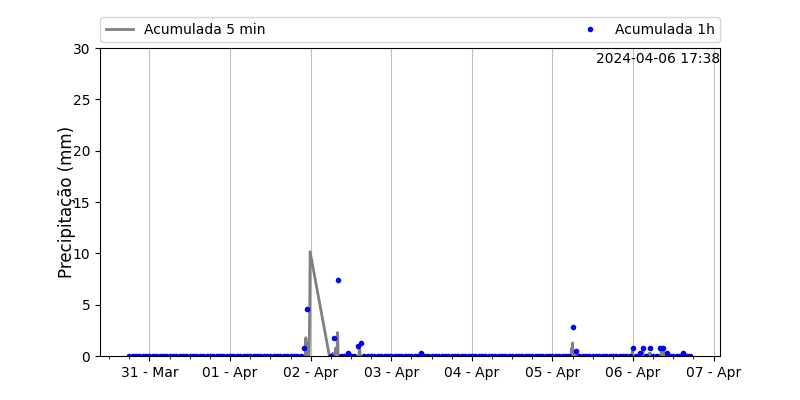 Acumulada 5 min
Acumulada 1h
2024-04-06 17:38
Precipitação (mm)
30
25
20
15
10
5
0
31 - Mar
01 - Apr
02 - Apr
03 - Apr
04 - Apr
05 - Apr
06 - Apr
07 - Apr